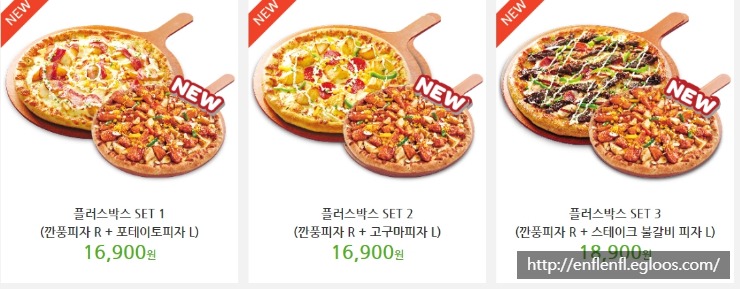 NEW
NEW
NEW
NEW
NEW
NEW
플러스박스 SET 1
(깐풍피자 R + 포테이토피자 L)
16,900원
플러스박스 SET 2
(깐풍피자 R + 고구마피자 L)
16,900원
플러스박스 SET 3
(깐풍피자 R + 스테이크 불갈비 피자 L)
18,900원
http://enflenfl.egloos.com/